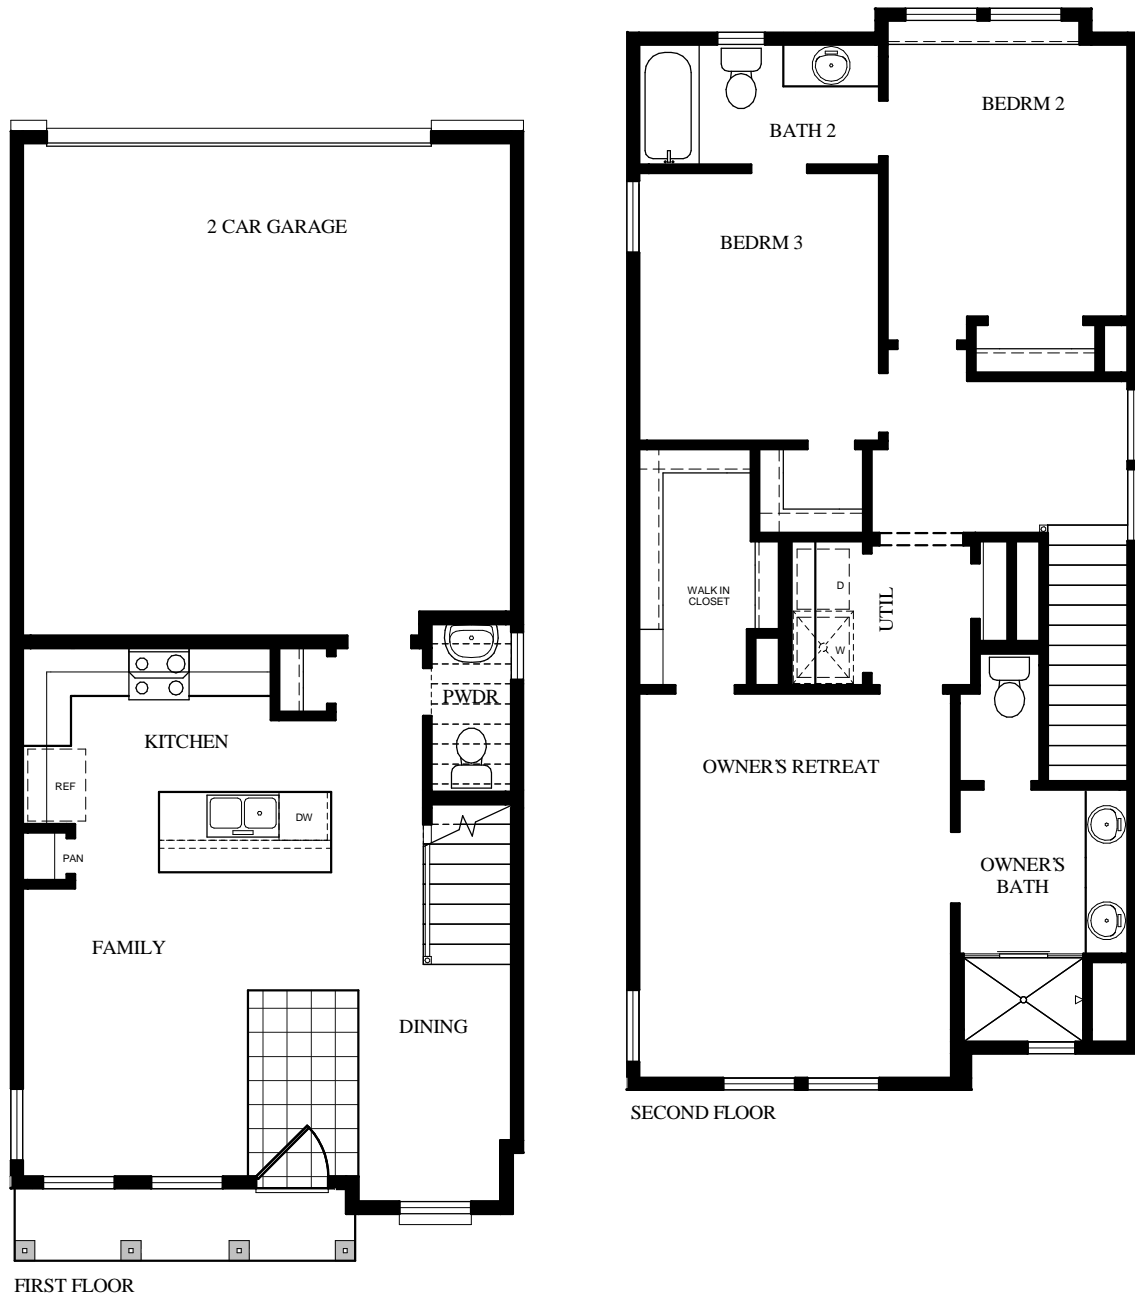 2 CAR GARAGE
PWDR
KITCHEN
REF
DW
PAN
FAMILY
DINING
FIRST FLOOR
BEDRM 2
BATH 2
BEDRM 3
WALK IN
CLOSET
D
W
UTIL
OWNER'S RETREAT
OWNER'S
BATH
SECOND FLOOR